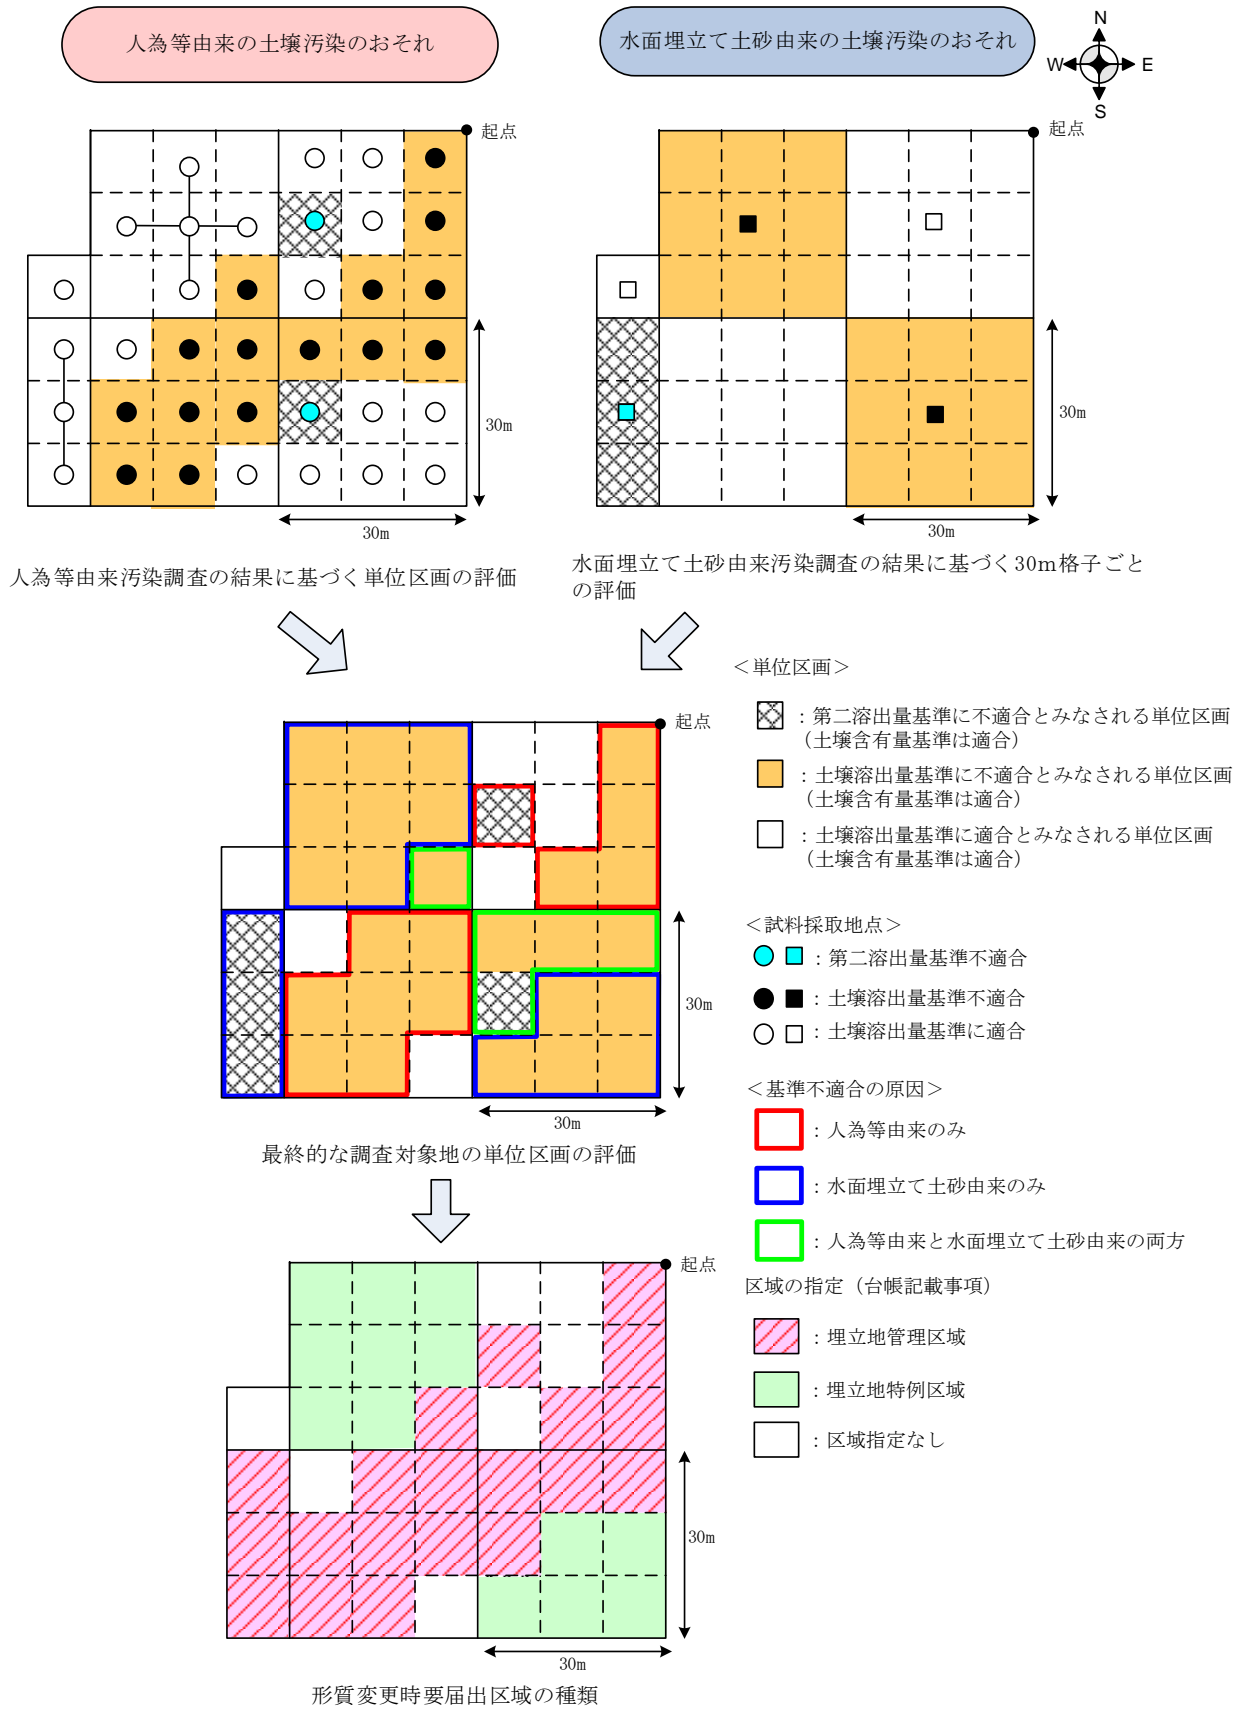 人為等由来の土壌汚染のおそれ
水面埋立て土砂由来の土壌汚染のおそれ
N
W
E
S
起点
起点
30m
30m
30m
30m
人為等由来汚染調査の結果に基づく単位区画の評価
水面埋立て土砂由来汚染調査の結果に基づく30m格子ごと
の評価
＜単位区画＞
：第二溶出量基準に不適合とみなされる単位区画
（土壌含有量基準は適合）
：土壌溶出量基準に不適合とみなされる単位区画
（土壌含有量基準は適合）
：土壌溶出量基準に適合とみなされる単位区画
（土壌含有量基準は適合）
起点
30m
30m
最終的な調査対象地の単位区画の評価
＜試料採取地点＞
：第二溶出量基準不適合
：土壌溶出量基準不適合
：土壌溶出量基準に適合
＜基準不適合の原因＞
：人為等由来のみ
：水面埋立て土砂由来のみ
：人為等由来と水面埋立て土砂由来の両方
区域の指定（台帳記載事項）
：埋立地管理区域
：埋立地特例区域
：区域指定なし
起点
30m
30m
形質変更時要届出区域の種類